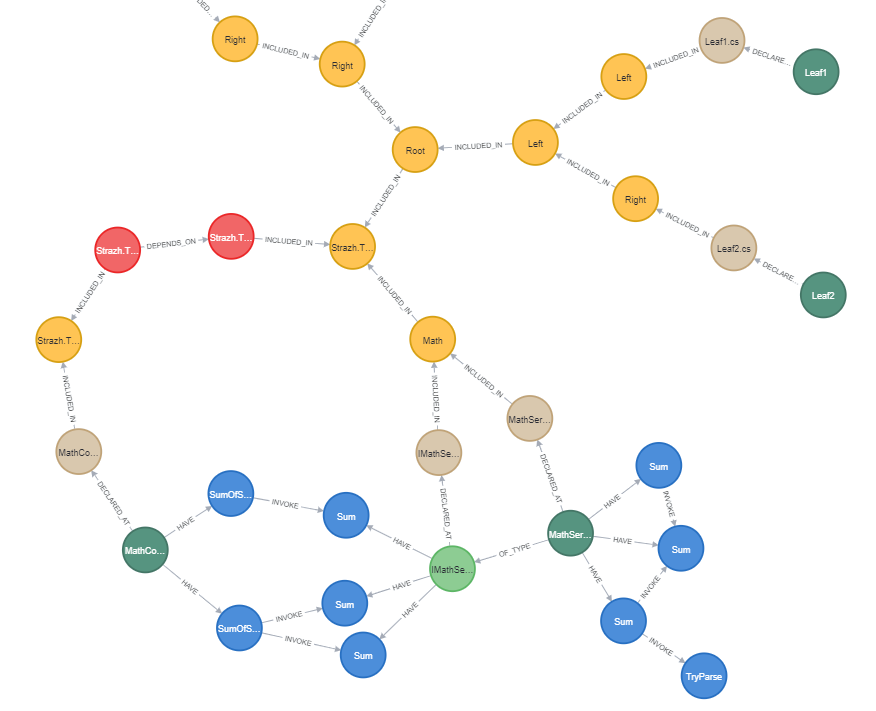 INCLUDED_IN
Right
INCLUDED_IN
Right
INCLUDED_IN
Leaf1.cs
DECLARE...
Leaf1
INCLUDED_IN
Left
INCLUDED_IN
Root
INCLUDED_IN
Left
INCLUDED_IN
Right
INCLUDED_IN
Leaf2.cs
DECLARE...
Leaf2
INCLUDED_IN
Strazh.T...
DEPENDS_ON
Strazh.T...
INCLUDED_IN
Strazh.T...
INCLUDED_IN
Strazh.T...
INCLUDED_IN
Math
INCLUDED_IN
INCLUDED_IN
INCLUDED_IN
MathCo...
IMathSe...
MathSer...
DECLARED_AT
DECLARED_AT
DECLARED_AT
MathCo...
HAVE
SumOfS...
INVOKE
Sum
HAVE
IMathSe...
OF_TYPE
MathSer...
HAVE
Sum
INVOKE
HAVE
Sum
HAVE
SumOfS...
INVOKE
Sum
HAVE
INVOKE
Sum
HAVE
HAVE
Sum
INVOKE
INVOKE
TryParse